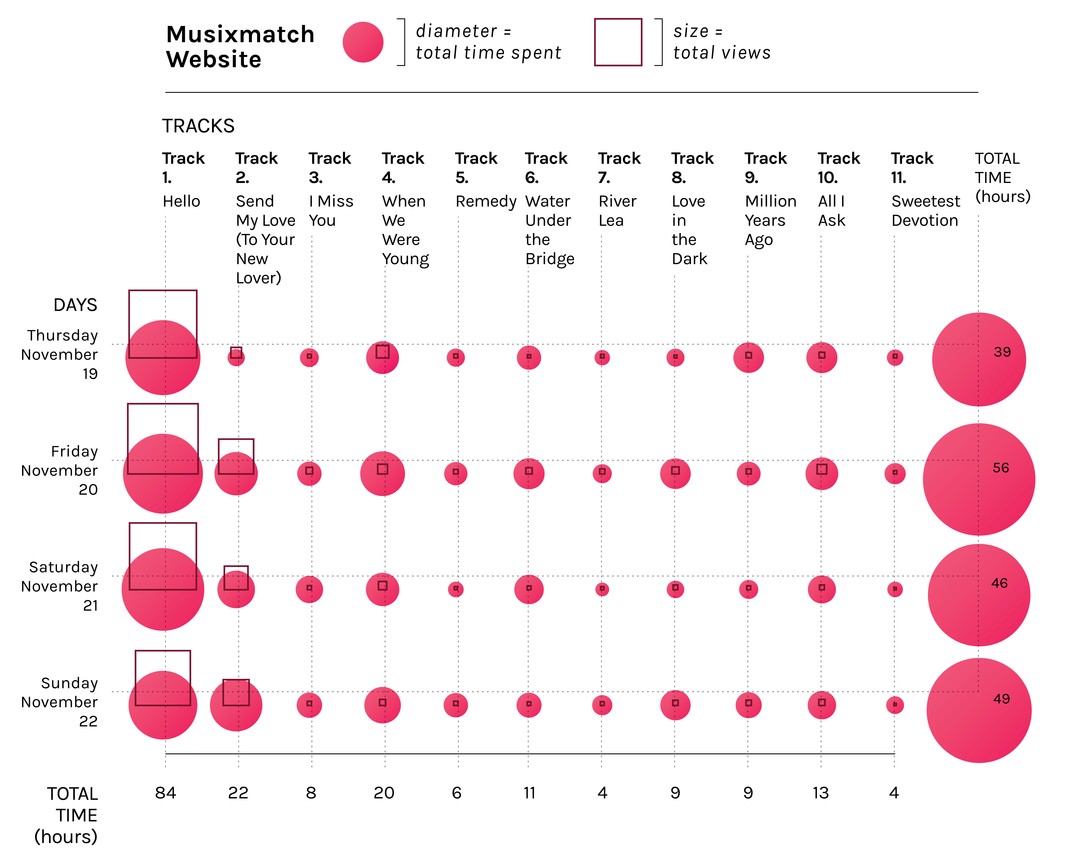 Musixmatch
Website
diameter =
total time spent
size =
total views
TRACKS
Track
1.
Hello
Track
2.
Send
My Love
(To Your
New
Lover)
Track
3.
I Miss
You
Track
4.
When
We
Were
Young
Track
5.
Remedy
Track
6.
Water
Under
the
Bridge
Track
7.
River
Lea
Track
8.
Love
in
the
Dark
Track
9.
Million
Years
Ago
Track
10.
All I
Ask
Track
11.
Sweetest
Devotion
TOTAL
TIME
(hours)
DAYS
Thursday
November
19
39
Friday
November
20
56
Saturday
November
21
46
Sunday
November
22
49
TOTAL
TIME
(hours)
84 22 8 20 6 11 4 9 9 13 4